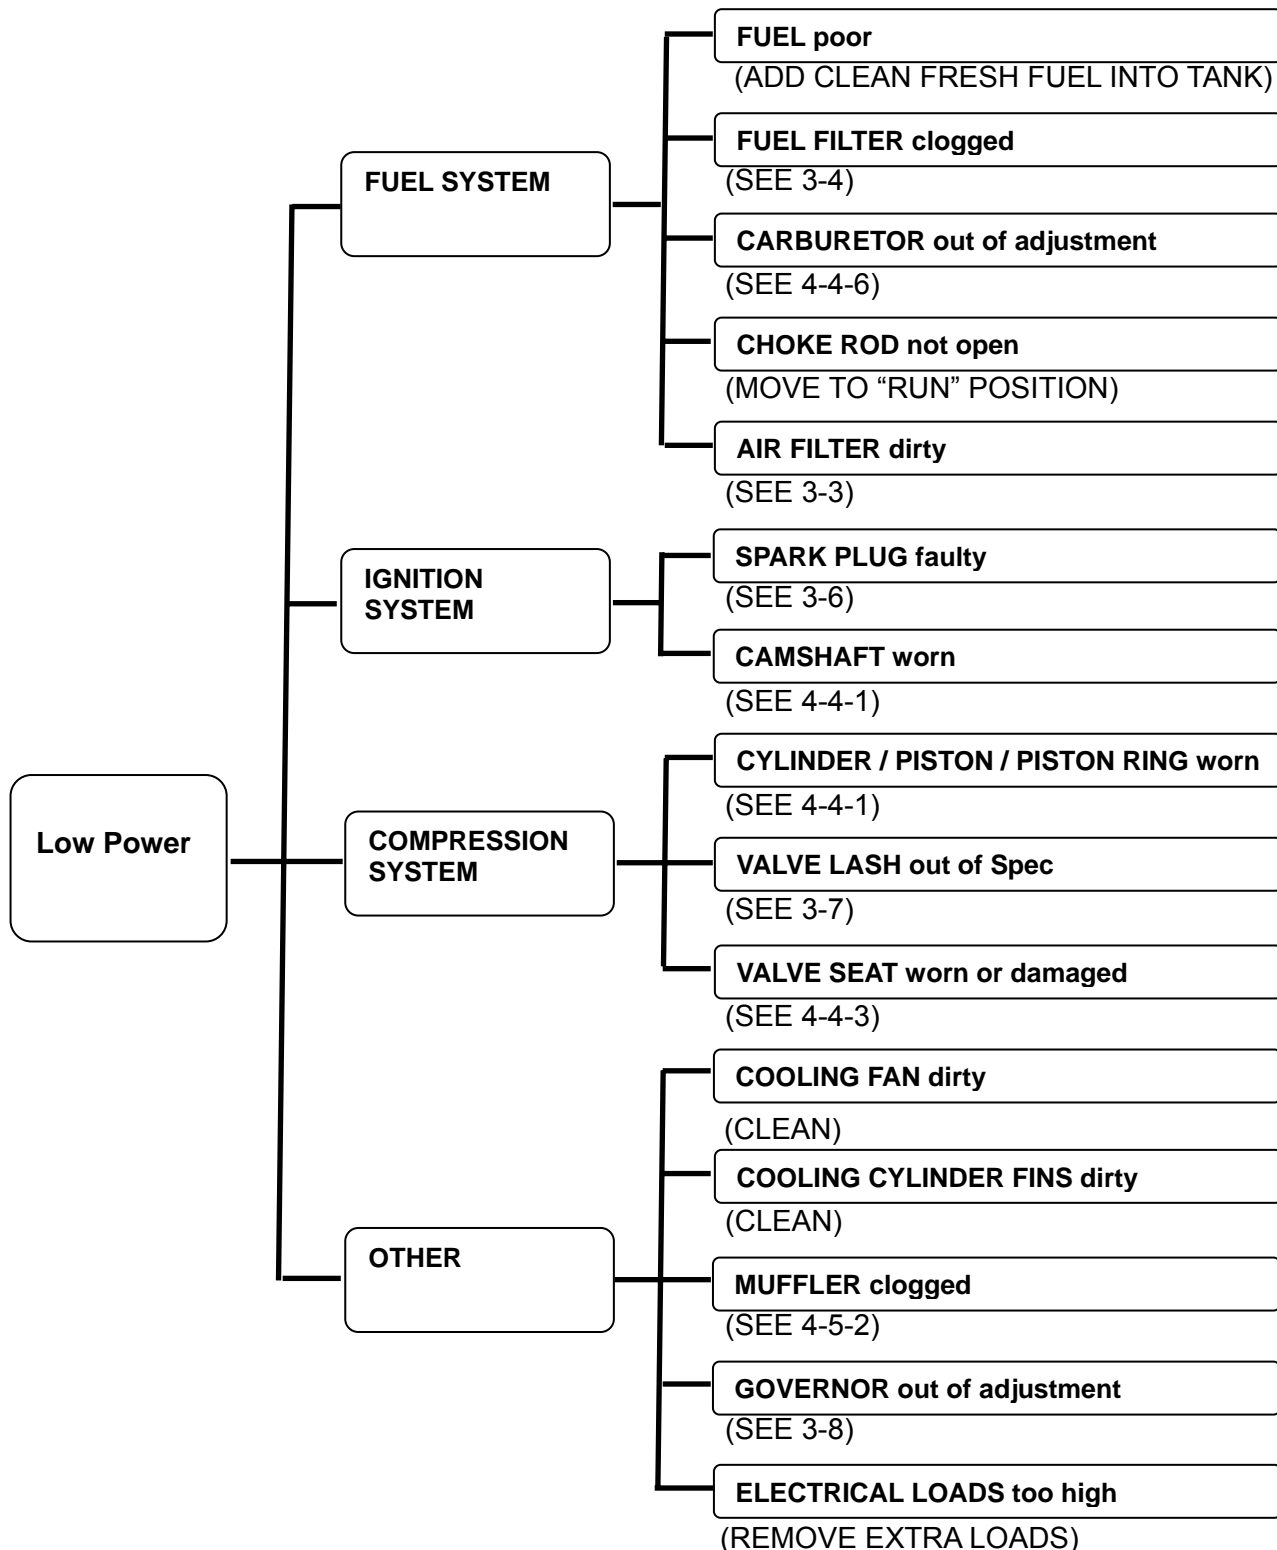 Low Power
FUEL SYSTEM
FUEL poor
(ADD CLEAN FRESH FUEL INTO TANK)
FUEL FILTER clogged
(SEE 3-4)
CARBURETOR out of adjustment
(SEE 4-4-6)
CHOKE ROD not open
(MOVE TO “RUN” POSITION)
AIR FILTER dirty
(SEE 3-3)
IGNITION
SYSTEM
SPARK PLUG faulty
(SEE 3-6)
CAMSHAFT worn
(SEE 4-4-1)
COMPRESSION
SYSTEM
CYLINDER / PISTON / PISTON RING worn
(SEE 4-4-1)
VALVE LASH out of Spec
(SEE 3-7)
VALVE SEAT worn or damaged
(SEE 4-4-3)
OTHER
COOLING FAN dirty
(CLEAN)
COOLING CYLINDER FINS dirty
(CLEAN)
MUFFLER clogged
(SEE 4-5-2)
GOVERNOR out of adjustment
(SEE 3-8)
ELECTRICAL LOADS too high
(REMOVE EXTRA LOADS)